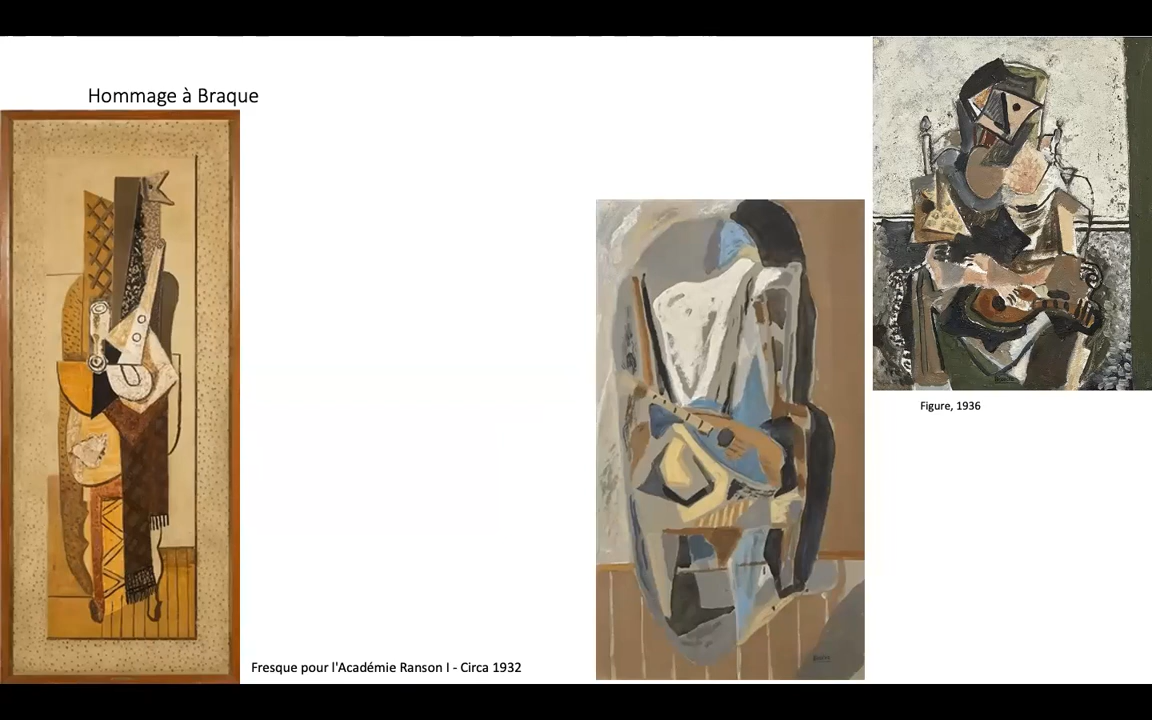 Hommage à Braque
Figure, 1936
Fresque pour l'Académie Ranson I - Circa 1932